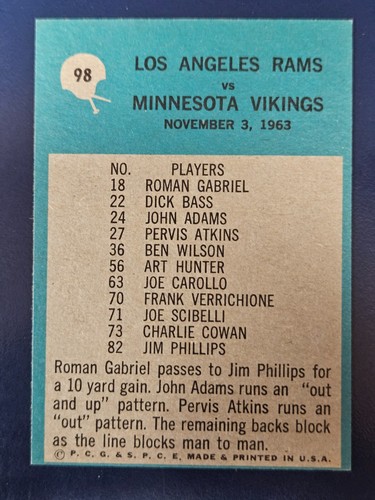 98
LOS ANGELES RAMS
VS
MINNESOTA VIKINGS
NOVEMBER 3, 1963
NO. PLAYERS
18 ROMAN GABRIEL
22 DICK BASS
24 JOHN ADAMS
27 PERVIS ATKINS
36 BEN WILSON
56 ART HUNTER
63 JOE CAROLLO
70 FRANK VERRICHIONE
71 JOE SCIBELLI
73 CHARLIE COWAN
82 JIM PHILLIPS
Roman Gabriel passes to Jim Phillips for
a 10 yard gain. John Adams runs an "out
and up" pattern. Pervis Atkins runs an
"out" pattern. The remaining backs block
as the line blocks man to man.
© P. C. G. & S. P. C. E. MADE & PRINTED IN U.S.A.